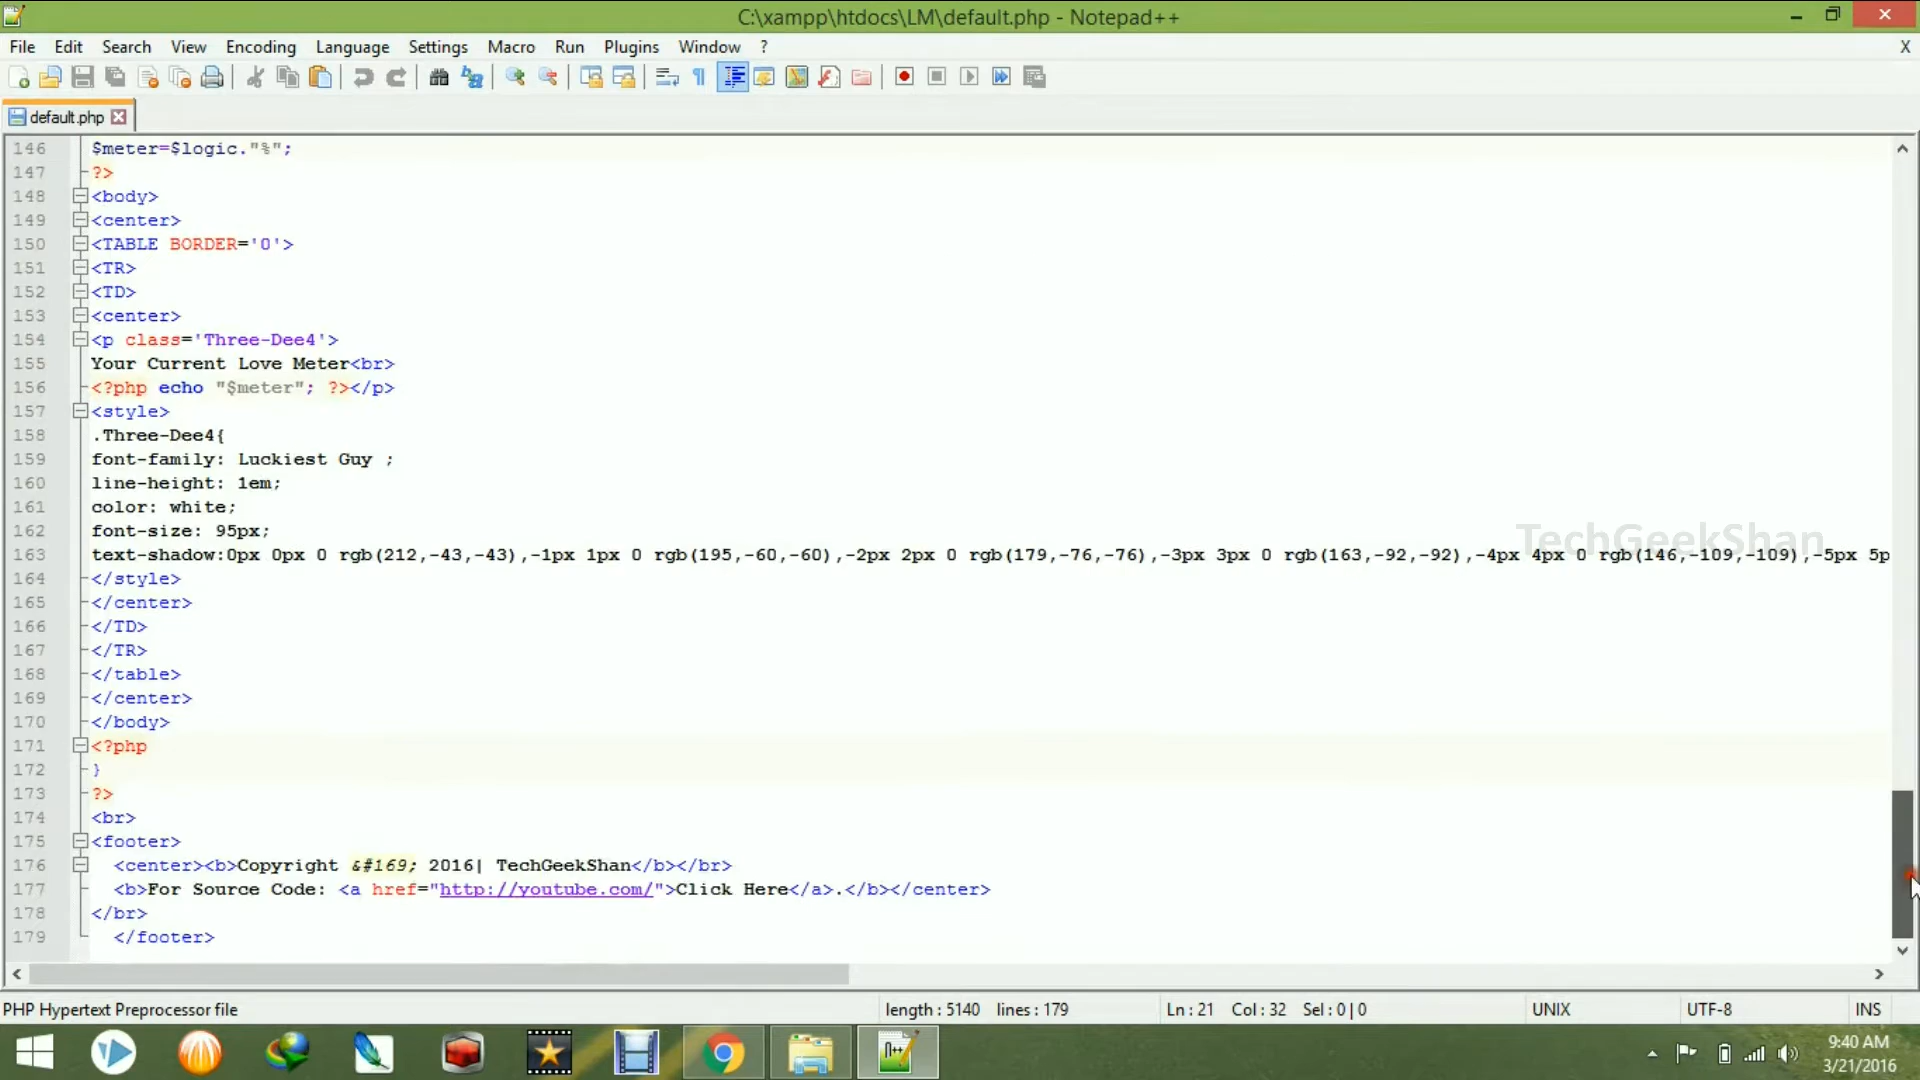 C:\xampp\htdocs\LM\default.php - Notepad++
File Edit Search View Encoding Language Settings Macro Run Plugins Window ? X
default.php
146 $meter=$logic."%";
147 ?>
148 <body>
149 <center>
150 <TABLE BORDER='0'>
151 <TR>
152 <TD>
153 <center>
154 <p class='Three-Dee4'>
155 Your Current Love Meter<br>
156 <?php echo "$meter"; ?></p>
157 <style>
158 .Three-Dee4{
159 font-family: Luckiest Guy ;
160 line-height: 1em;
161 color: white;
162 font-size: 95px;
TechGeekShan
163 text-shadow:0px 0px 0 rgb(212,-43,-43),-1px 1px 0 rgb(195,-60,-60),-2px 2px 0 rgb(179,-76,-76),-3px 3px 0 rgb(163,-92,-92),-4px 4px 0 rgb(146,-109,-109),-5px 5p
164 </style>
165 </center>
166 </TD>
167 </TR>
168 </table>
169 </center>
170 </body>
171 <?php
172 }
173 ?>
174 <br>
175 <footer>
176 <center><b>Copyright &#169; 2016| TechGeekShan</b></br>
177 <b>For Source Code: <a href="http://youtube.com/">Click Here</a>.</b></center>
178 </br>
179 </footer>
PHP Hypertext Preprocessor file length : 5140 lines : 179 Ln : 21 Col : 32 Sel : 0 | 0 UNIX UTF-8 INS
9:40 AM
3/21/2016